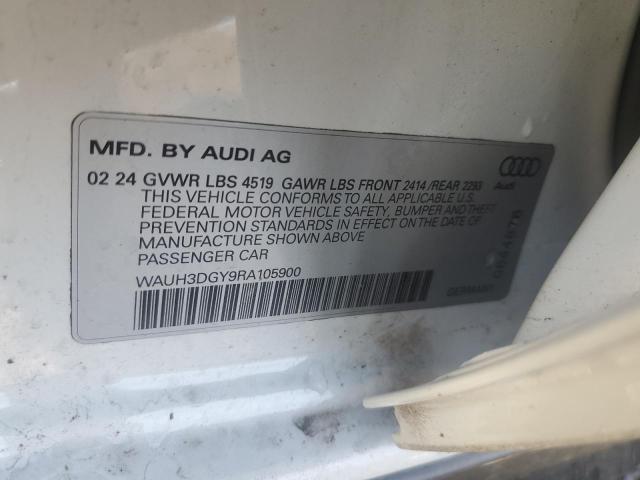 MFD. BY AUDI AG
02 24 GVWR LBS 4519 GAWR LBS FRONT 2414 /REAR 2293
THIS VEHICLE CONFORMS TO ALL APPLICABLE U.S.
FEDERAL MOTOR VEHICLE SAFETY, BUMPER AND THEFT
PREVENTION STANDARDS IN EFFECT ON THE DATE OF
MANUFACTURE SHOWN ABOVE
PASSENGER CAR
WAUH3DGY9RA105900
Audi
GERMANY